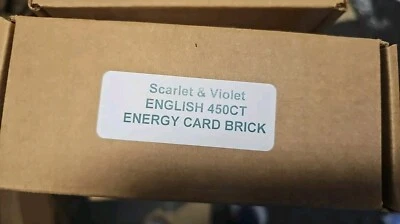 Scarlet & Violet
ENGLISH 450CT
ENERGY CARD BRICK